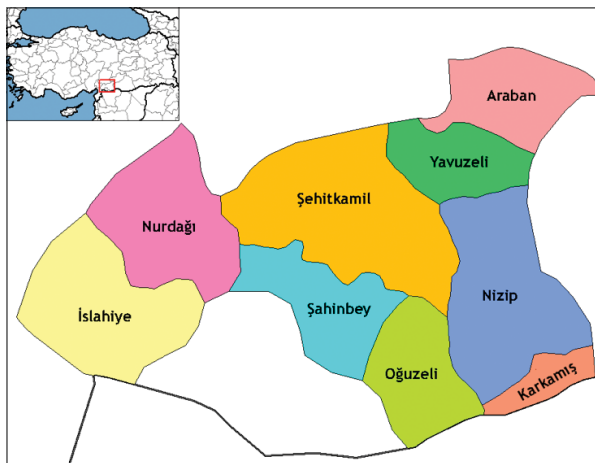 Araban
Yavuzeli
Şehitkamil
Nurdağı
Nizip
İslahiye
Şahinbey
Oğuzeli
Karkamış